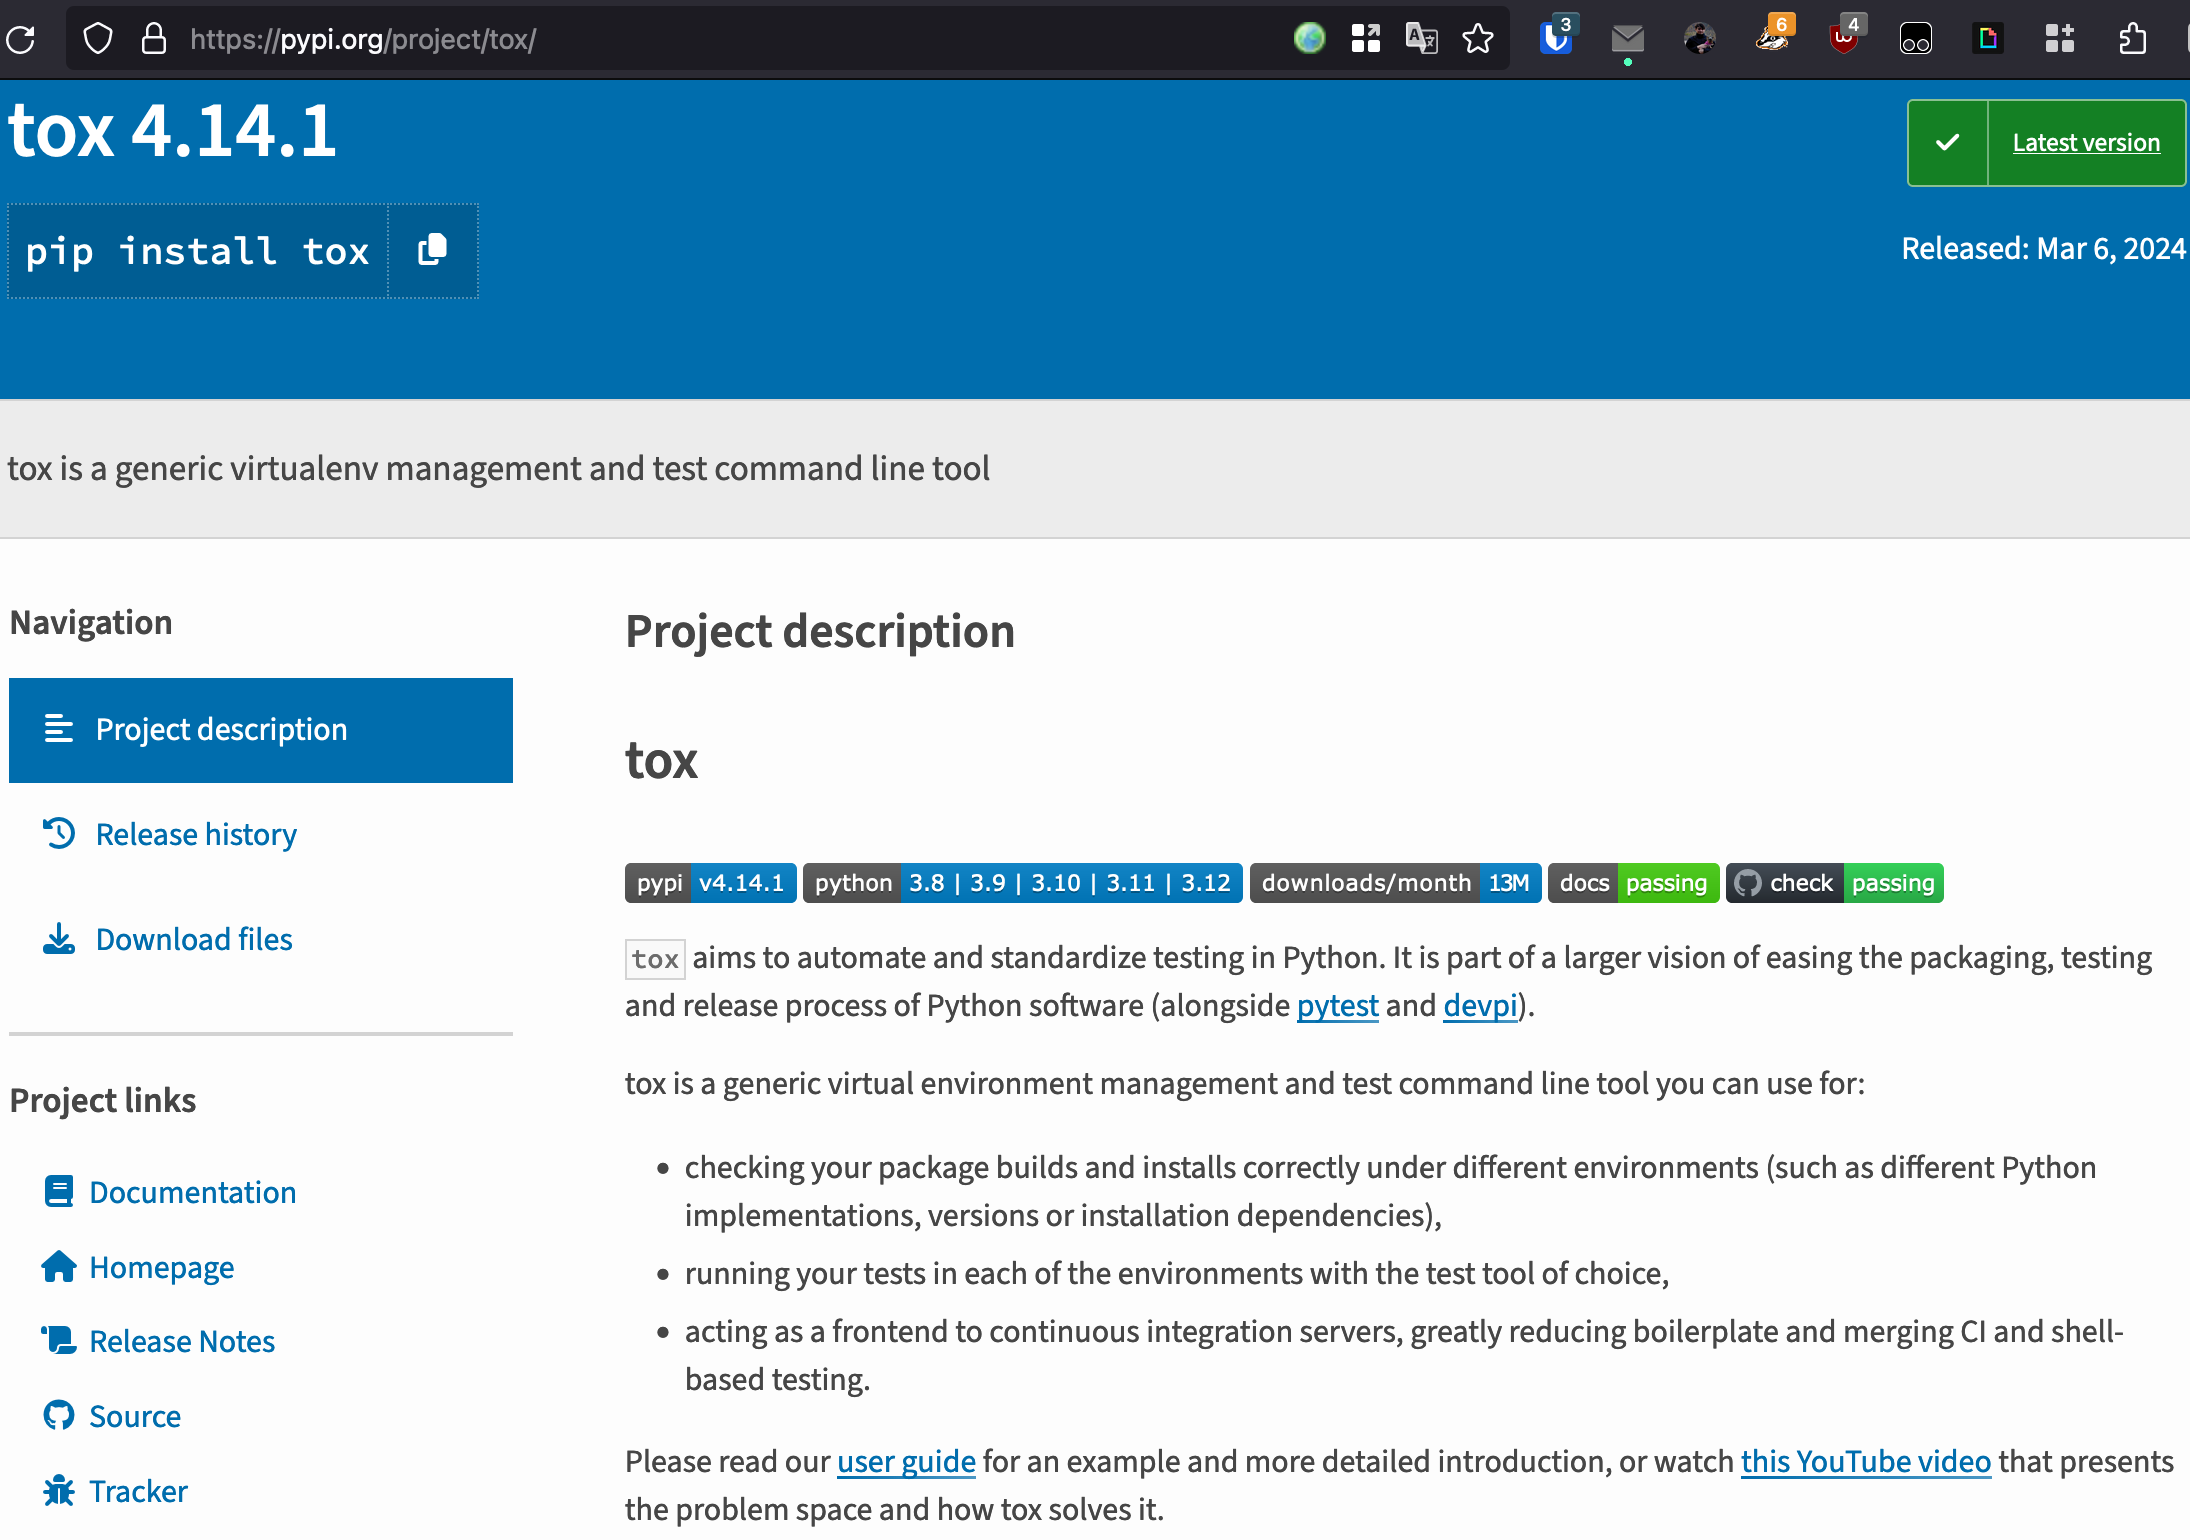 https://pypi.org/project/tox/
3
6
4
tox 4.14.1
Latest version
pip install tox
Released: Mar 6, 2024
tox is a generic virtualenv management and test command line tool
Navigation
Project description
Release history
Download files
Project links
Documentation
Homepage
Release Notes
Source
Tracker
Project description
tox
pypi v4.14.1 python 3.8 | 3.9 | 3.10 | 3.11 | 3.12 downloads/month 13M docs passing check passing
tox aims to automate and standardize testing in Python. It is part of a larger vision of easing the packaging, testing
and release process of Python software (alongside pytest and devpi).
tox is a generic virtual environment management and test command line tool you can use for:
• checking your package builds and installs correctly under different environments (such as different Python
implementations, versions or installation dependencies),
• running your tests in each of the environments with the test tool of choice,
• acting as a frontend to continuous integration servers, greatly reducing boilerplate and merging CI and shell-
based testing.
Please read our user guide for an example and more detailed introduction, or watch this YouTube video that presents
the problem space and how tox solves it.